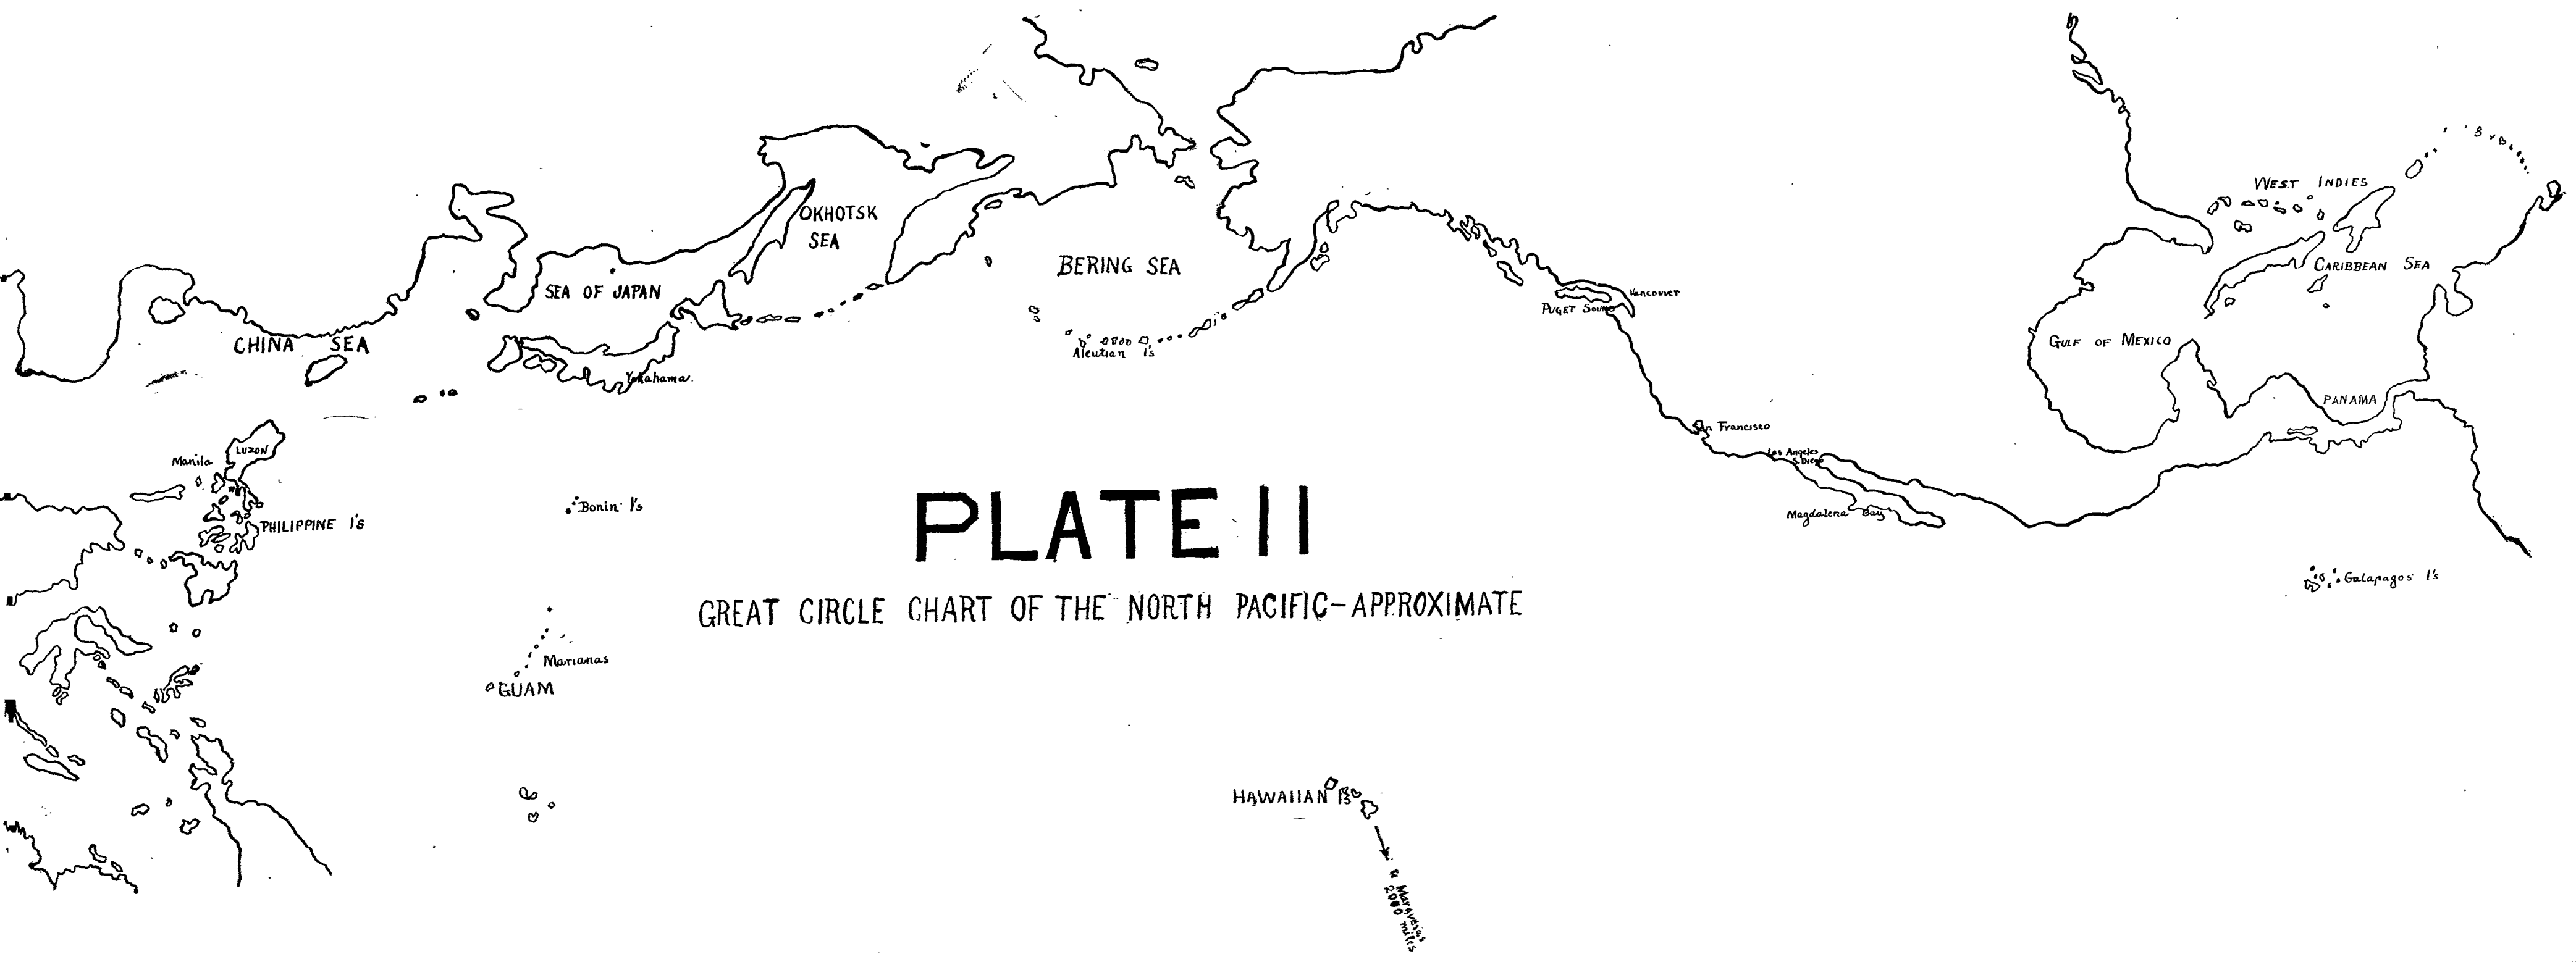 WEST INDIES
OKHOTSK
SEA
BERING SEA
CARIBBEAN SEA
SEA OF JAPAN
Vancouver
PUGET SOUND
CHINA SEA
GULF OF MEXICO
Aleutian I's
Yokahama.
PANAMA
San Francisco
LUZON
Los Angeles
S. Diego
Manila
PLATE II
Bonin I's
Magdalena Bay
PHILIPPINE I's
Galapagos I's
GREAT CIRCLE CHART OF THE NORTH PACIFIC-APPROXIMATE
Marianas
GUAM
HAWAIIAN I's
2000 miles